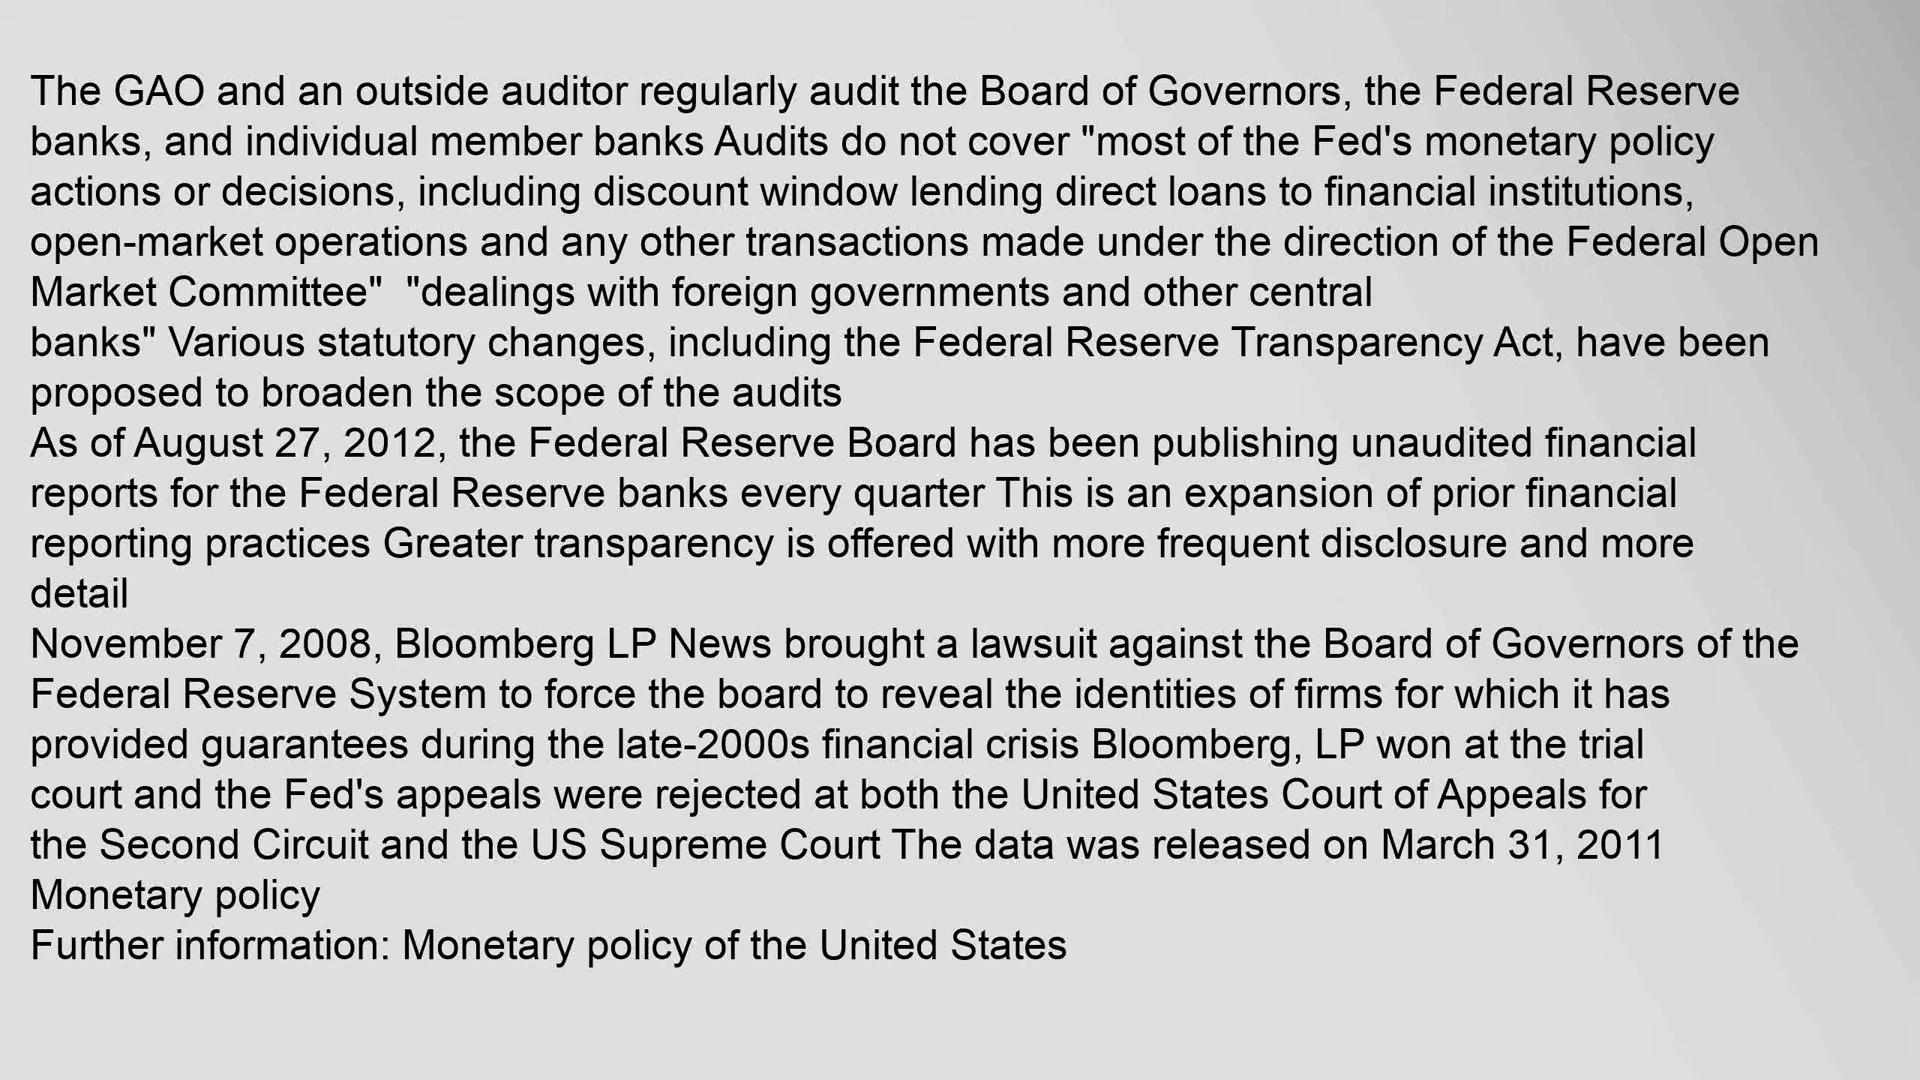 The GAO and an outside auditor regularly audit the Board of Governors, the Federal Reserve
banks, and individual member banks Audits do not cover "most of the Fed's monetary policy
actions or decisions, including discount window lending direct loans to financial institutions,
open-market operations and any other transactions made under the direction of the Federal Open
Market Committee"  "dealings with foreign governments and other central
banks" Various statutory changes, including the Federal Reserve Transparency Act, have been
proposed to broaden the scope of the audits
As of August 27, 2012, the Federal Reserve Board has been publishing unaudited financial
reports for the Federal Reserve banks every quarter This is an expansion of prior financial
reporting practices Greater transparency is offered with more frequent disclosure and more
detail
November 7, 2008, Bloomberg LP News brought a lawsuit against the Board of Governors of the
Federal Reserve System to force the board to reveal the identities of firms for which it has
provided guarantees during the late-2000s financial crisis Bloomberg, LP won at the trial
court and the Fed's appeals were rejected at both the United States Court of Appeals for
the Second Circuit and the US Supreme Court The data was released on March 31, 2011
Monetary policy
Further information: Monetary policy of the United States